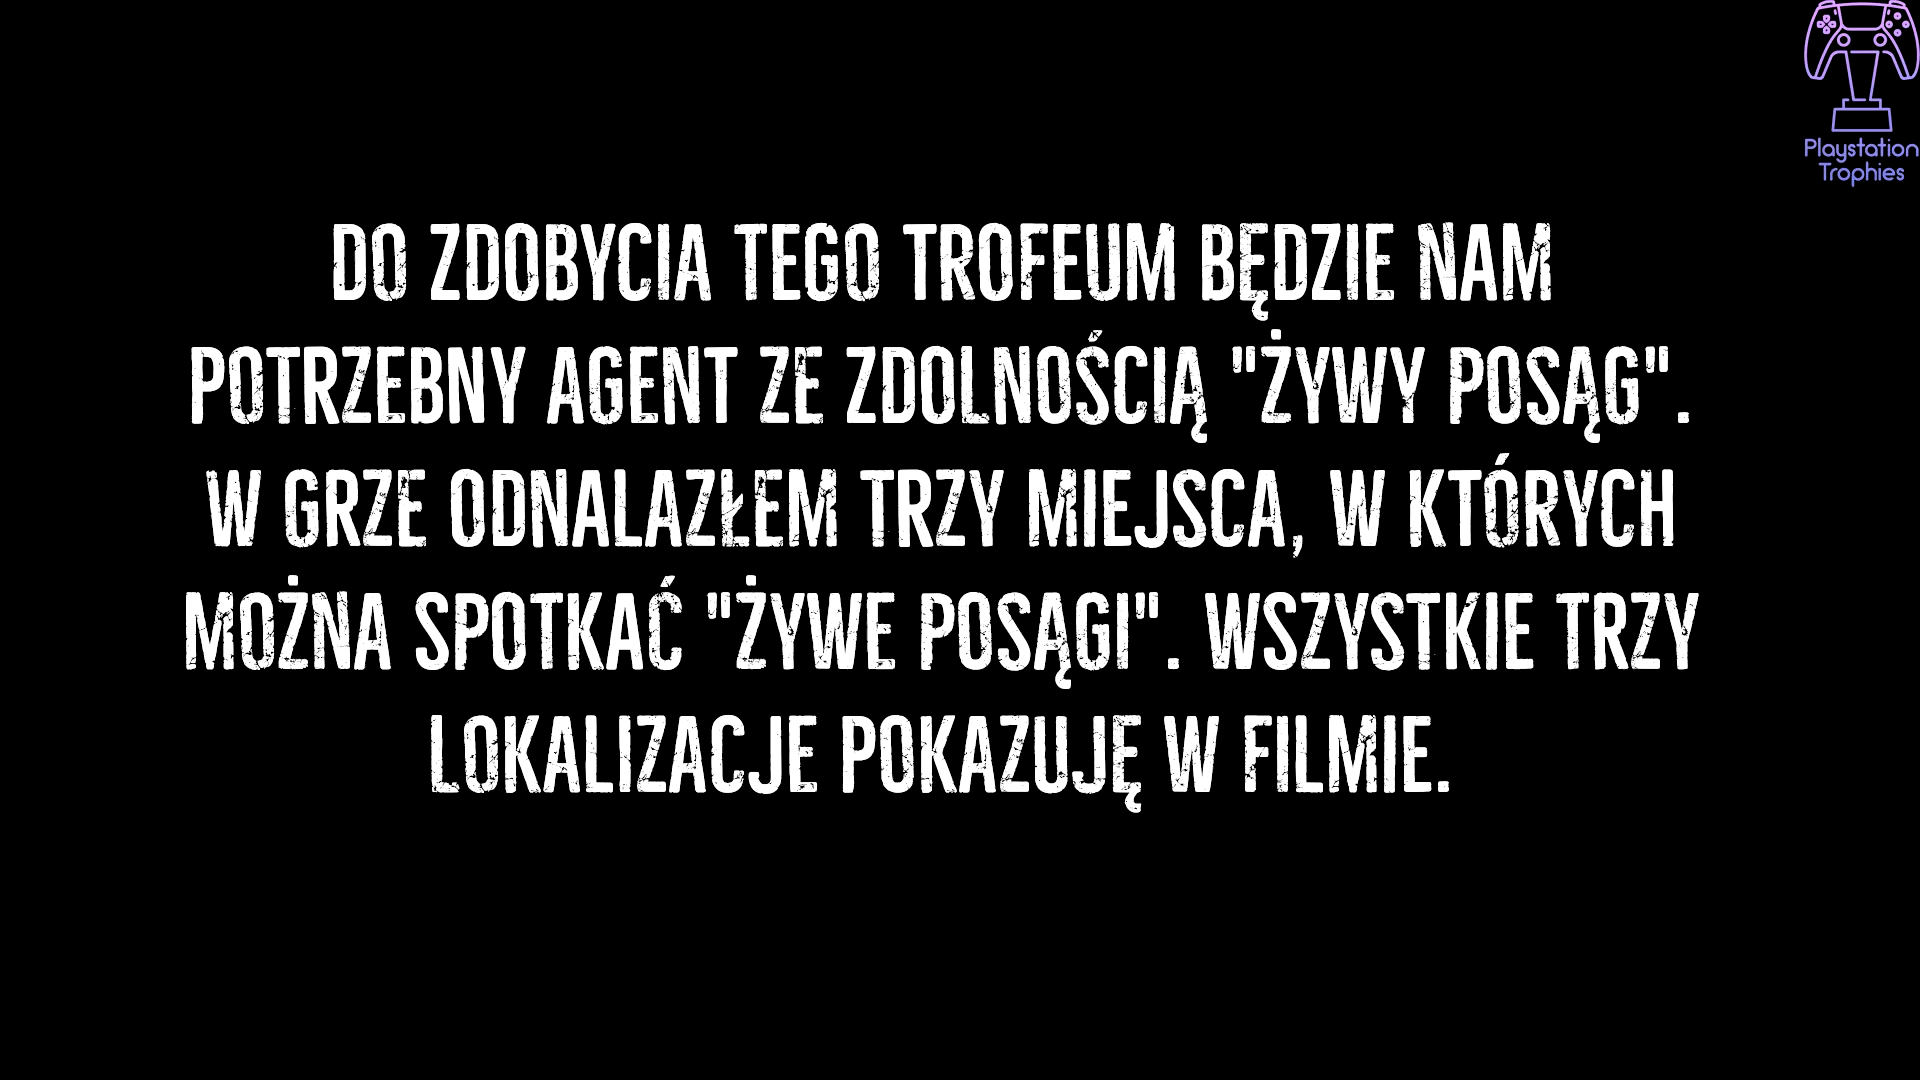 Playstation
Trophies
DO ZDOBYCIA TEGO TROFEUM BĘDZIE NAM
POTRZEBNY AGENT ZE ZDOLNOŚCIĄ "ŻYWY POSĄG".
W GRZE ODNALAZŁEM TRZY MIEJSCA, W KTÓRYCH
MOŻNA SPOTKAĆ "ŻYWE POSĄGI". WSZYSTKIE TRZY
LOKALIZACJE POKAZUJĘ W FILMIE.